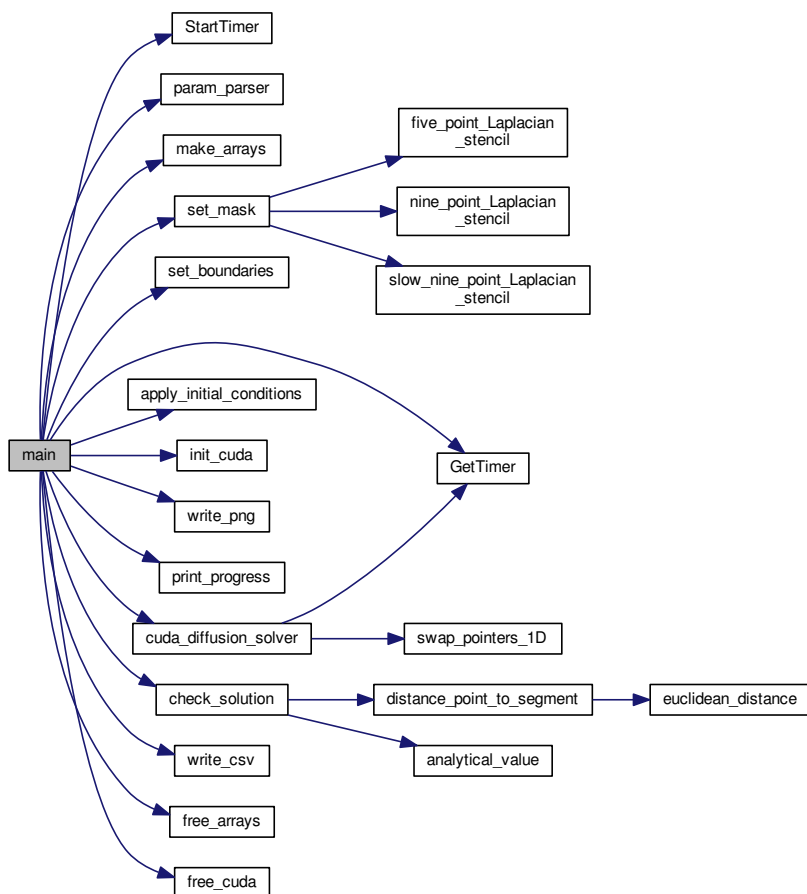 StartTimer
param_parser
make_arrays
five_point_Laplacian
_stencil
set_mask
nine_point_Laplacian
_stencil
slow_nine_point_Laplacian
_stencil
set_boundaries
apply_initial_conditions
main
init_cuda
GetTimer
write_png
print_progress
cuda_diffusion_solver
swap_pointers_1D
check_solution
distance_point_to_segment
euclidean_distance
write_csv
analytical_value
free_arrays
free_cuda